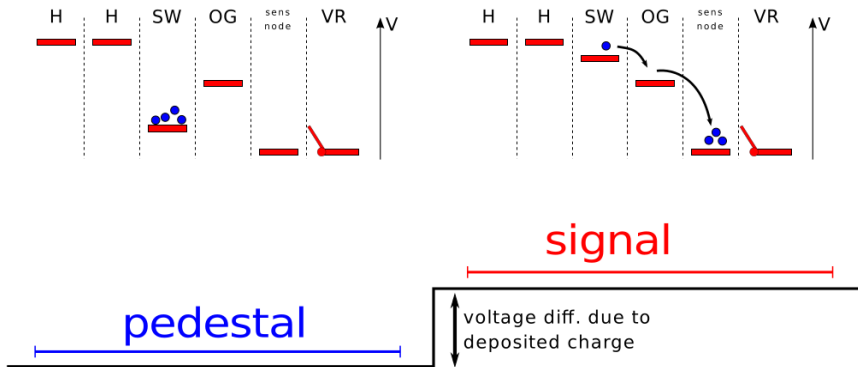 H H SW OG sens node VR V
H H SW OG sens node VR V
signal
pedestal
voltage diff. due to
deposited charge